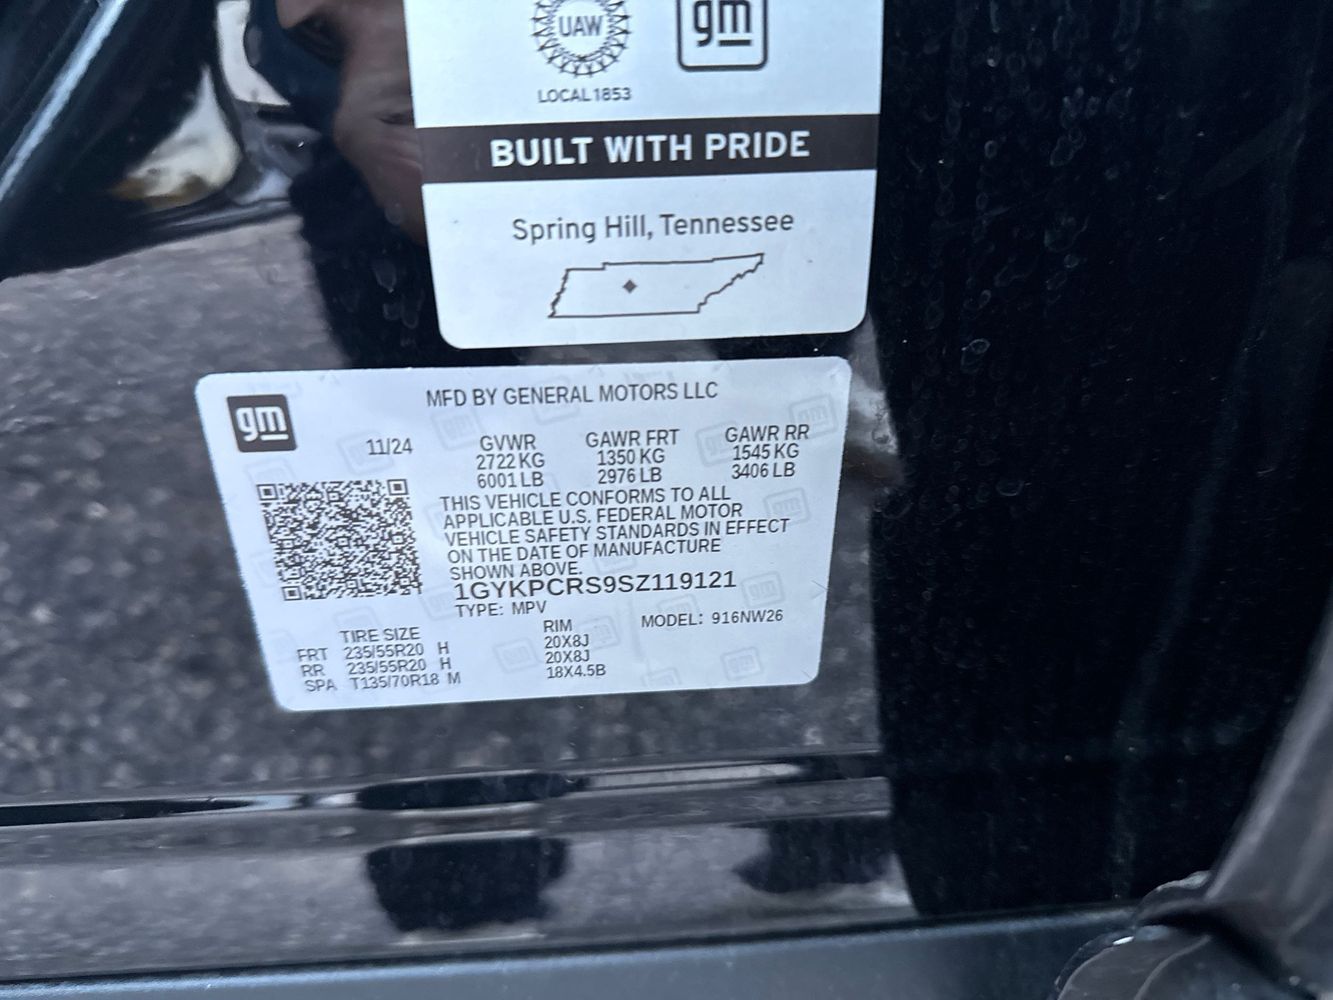 UAW
gm
LOCAL 1853
BUILT WITH PRIDE
Spring Hill, Tennessee
gm
MFD BY GENERAL MOTORS LLC
11/24 GVWR GAWR FRT GAWR RR
2722 KG 1350 KG 1545 KG
6001 LB 2976 LB 3406 LB
THIS VEHICLE CONFORMS TO ALL
APPLICABLE U.S. FEDERAL MOTOR
VEHICLE SAFETY STANDARDS IN EFFECT
ON THE DATE OF MANUFACTURE
SHOWN ABOVE.
1GYKPCRS9SZ119121
TYPE: MPV
MODEL: 916NW26
TIRE SIZE RIM
FRT 235/55R20 H 20X8J
RR 235/55R20 H 20X8J
SPA T135/70R18 M 18X4.5B